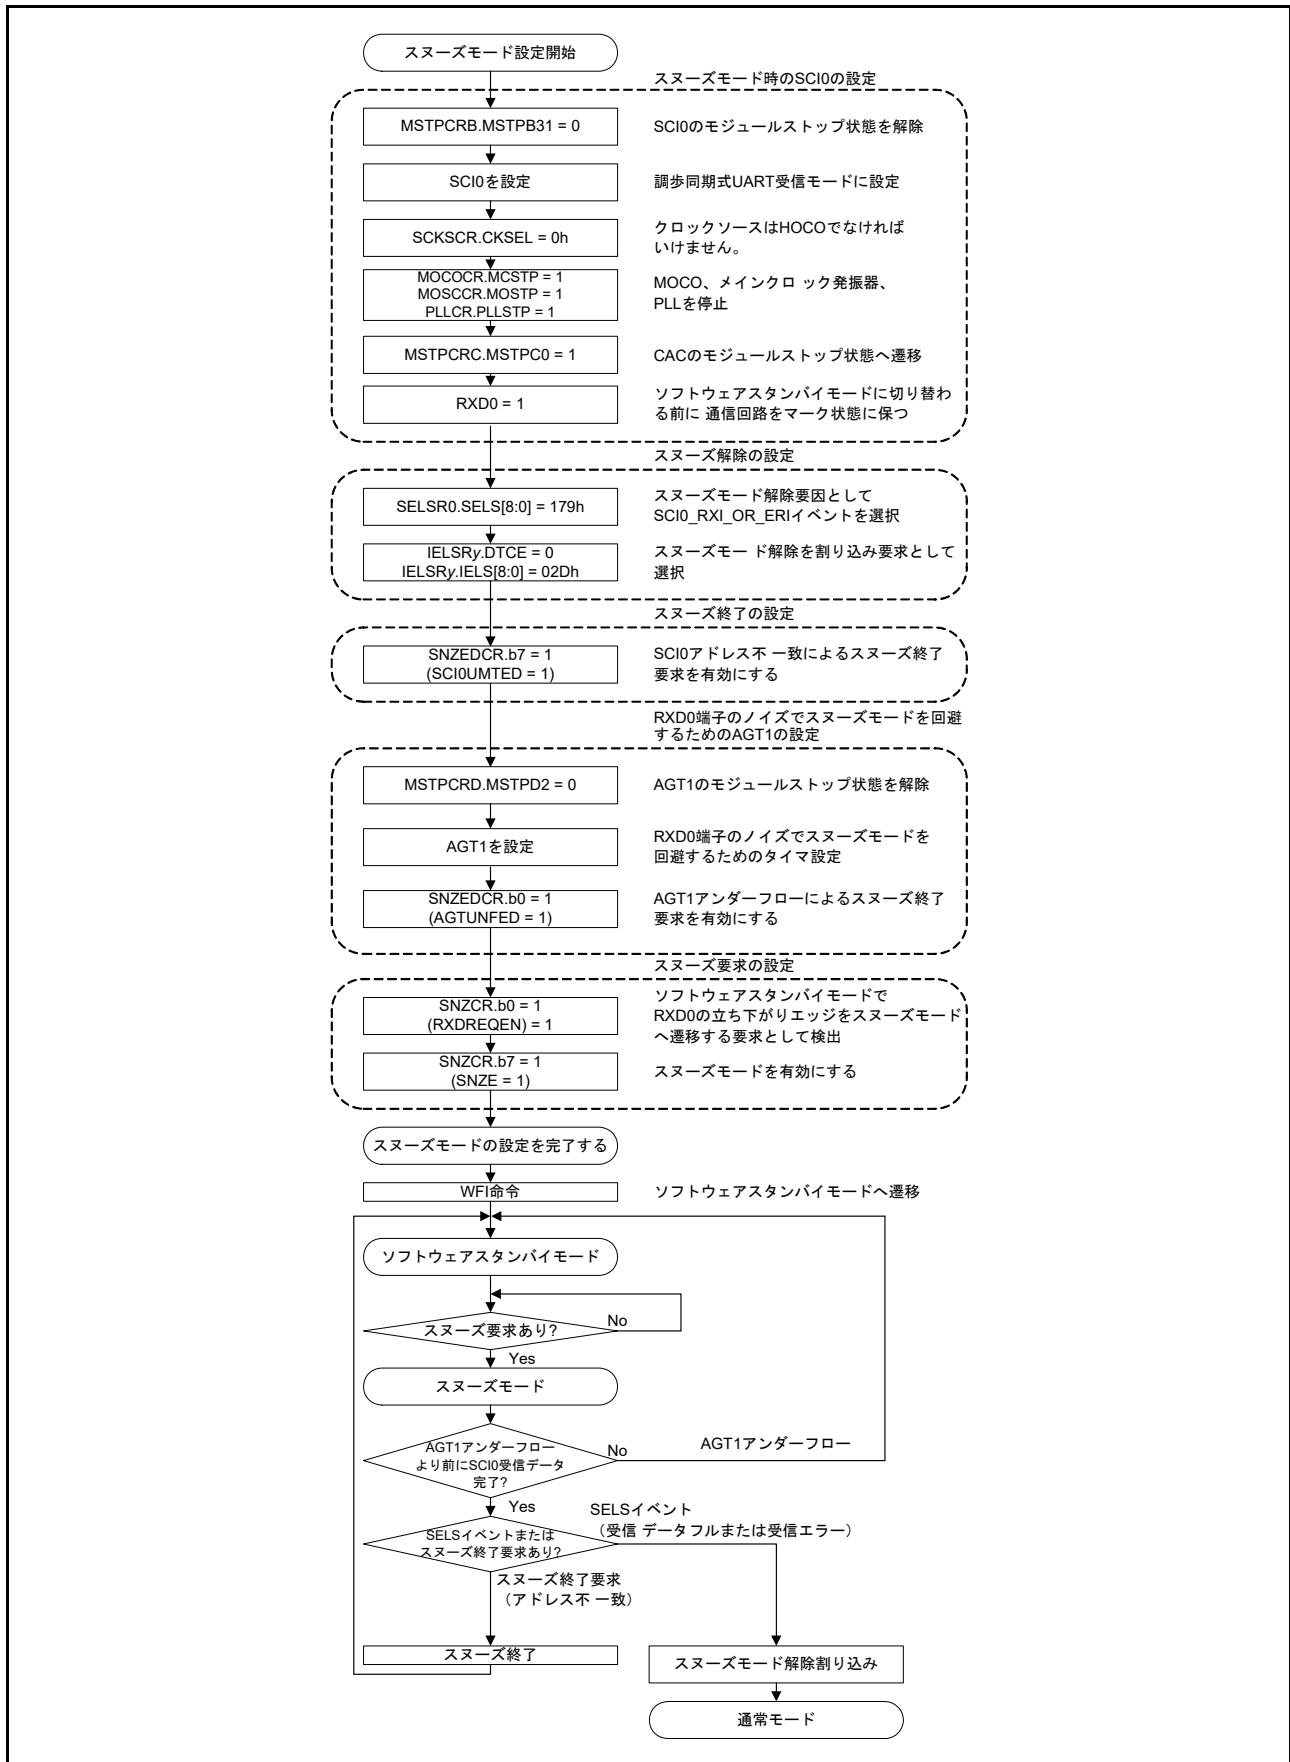 スヌーズモード設定開始
スヌーズモード時のSCI0の設定
MSTPCRB.MSTPB31 = 0
SCI0のモジュールストップ状態を解除
SCI0を設定
調歩同期式UART受信モードに設定
SCKSCR.CKSEL = 0h
クロックソースはHOCOでなければ
いけません。
MOCOCR.MCSTP = 1
MOSCCR.MOSTP = 1
PLLCR.PLLSTP = 1
MOCO、メインクロ ック発振器、
PLLを停止
MSTPCRC.MSTPC0 = 1
CACのモジュールストップ状態へ遷移
RXD0 = 1
ソフトウェアスタンバイモードに切り替わ
る前に 通信回路をマーク状態に保つ
スヌーズ解除の設定
SELSR0.SELS[8:0] = 179h
スヌーズモード解除要因として
SCI0_RXI_OR_ERIイベントを選択
IELSRy.DTCE = 0
IELSRy.IELS[8:0] = 02Dh
スヌーズモー ド解除を割り込み要求として
選択
スヌーズ終了の設定
SNZEDCR.b7 = 1
(SCI0UMTED = 1)
SCI0アドレス不 一致によるスヌーズ終了
要求を有効にする
RXD0端子のノイズでスヌーズモードを回避
するためのAGT1の設定
MSTPCRD.MSTPD2 = 0
AGT1のモジュールストップ状態を解除
AGT1を設定
RXD0端子のノイズでスヌーズモードを
回避するためのタイマ設定
SNZEDCR.b0 = 1
(AGTUNFED = 1)
AGT1アンダーフローによるスヌーズ終了
要求を有効にする
スヌーズ要求の設定
SNZCR.b0 = 1
(RXDREQEN) = 1
ソフトウェアスタンバイモードで
RXD0の立ち下がりエッジをスヌーズモード
へ遷移する要求として検出
SNZCR.b7 = 1
(SNZE = 1)
スヌーズモードを有効にする
スヌーズモードの設定を完了する
WFI命令
ソフトウェアスタンバイモードへ遷移
ソフトウェアスタンバイモード
スヌーズ要求あり?
No
Yes
スヌーズモード
AGT1アンダーフロー
より前にSCI0受信データ
完了?
No
AGT1アンダーフロー
Yes
SELSイベント
（受信 データフルまたは受信エラー）
SELSイベントまたは
スヌーズ終了要求あり?
スヌーズ終了要求
（アドレス不 一致）
スヌーズ終了
スヌーズモード解除割り込み
通常モード